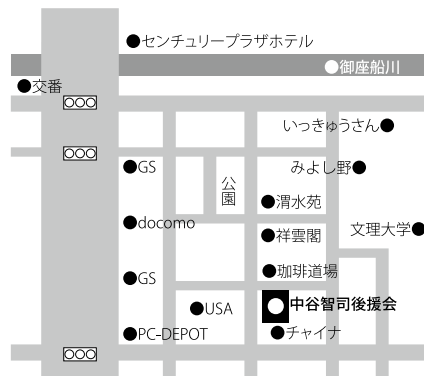 センチュリープラザホテル
御座船川
交番
いっきゅうさん
GS
みよし野
公園
渭水苑
docomo
文理大学
祥雲閣
GS
珈琲道場
中谷智司後援会
USA
PC-DEPOT
チャイナ